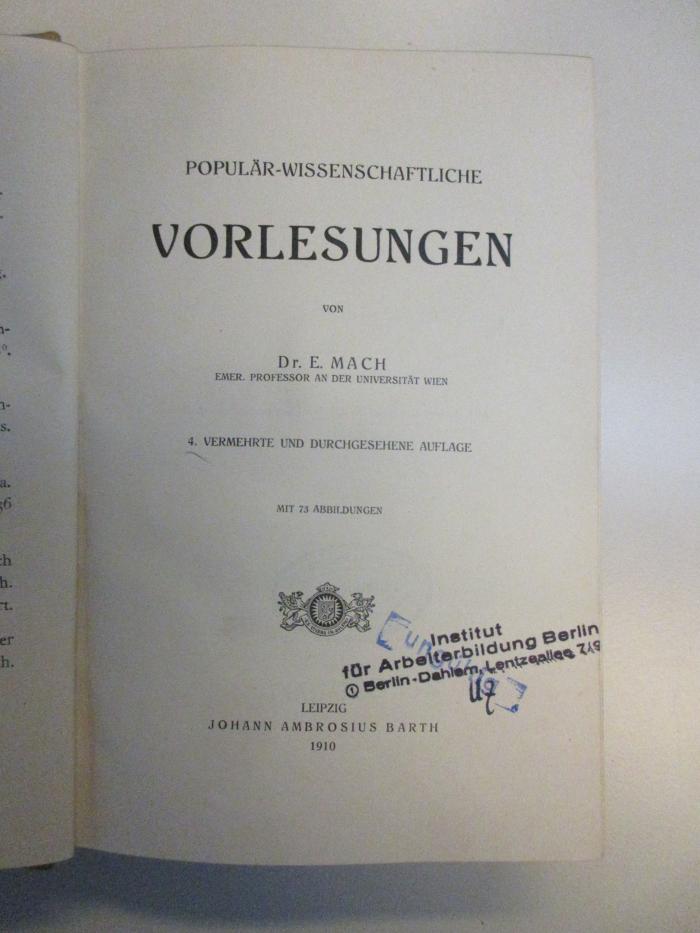 POPULÄR-WISSENSCHAFTLICHE
VORLESUNGEN
VON
Dr. E. MACH
EMER. PROFESSOR AN DER UNIVERSITÄT WIEN
4. VERMEHRTE UND DURCHGESEHENE AUFLAGE
MIT 73 ABBILDUNGEN
ungültig
Institut
für Arbeiterbildung Berlin
Berlin-Dahlem, Lentzeallee 7/9
LEIPZIG
JOHANN AMBROSIUS BARTH
1910